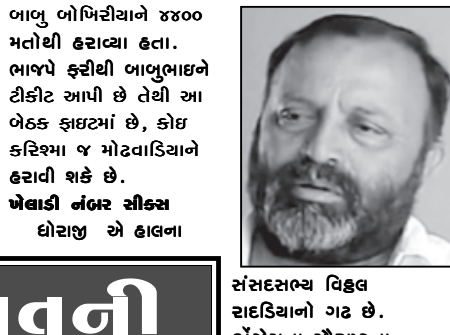 બાબુ બોખિરીયાને ૪૪૦૦
મતોથી હરાવ્યા હતા.
ભાજપે ફરીથી બાબુભાઇને
ટીકીટ આપી છે તેથી આ
બેઠક ફાઇટમાં છે, કોઇ
કરિશ્મા જ મોઢવાડિયાને
હરાવી શકે છે.
ખેલાડી નંબર સીક્સ
ધોરાજી એ હાલના
સંસદસભ્ય વિઠ્ઠલ
રાદડિયાનો ગઢ છે.